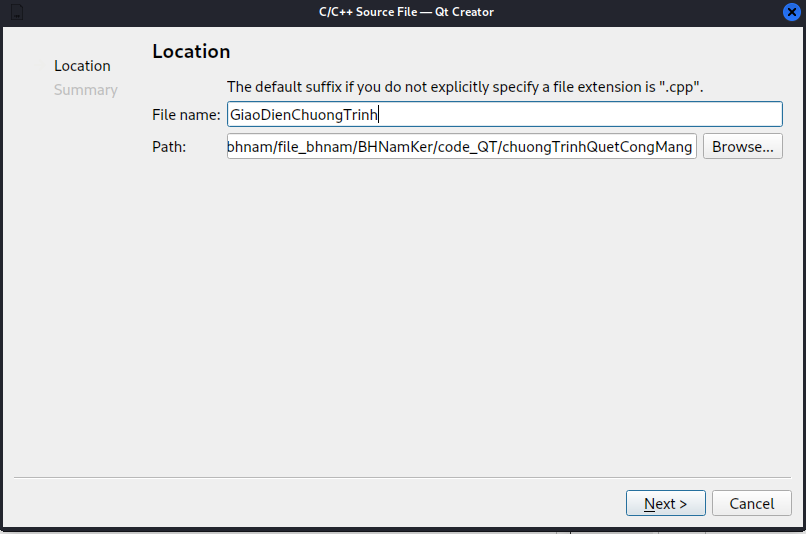 C/C++ Source File — Qt Creator
Location
Location
Summary
The default suffix if you do not explicitly specify a file extension is ".cpp".
File name: GiaoDienChuongTrinh
Path: bhnam/file_bhnam/BHNamKer/code_QT/chuongTrinhQuetCongMang Browse...
Next > Cancel